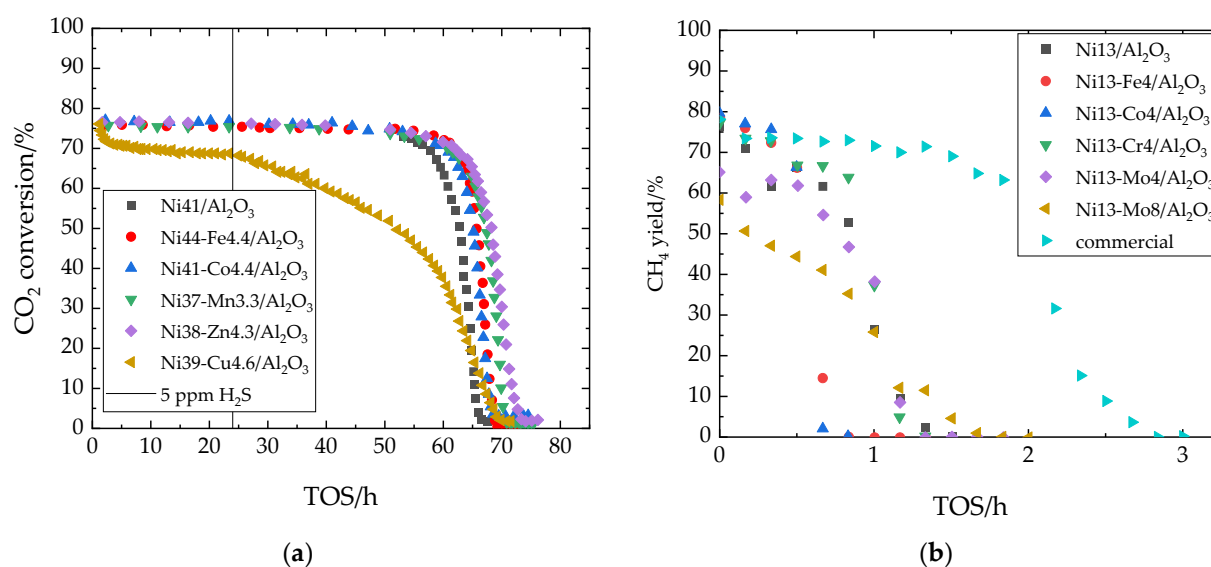 100
90
80
70
60
50
40
30
20
10
0
CO₂ conversion/%
Ni41/Al₂O₃
Ni44-Fe4.4/Al₂O₃
Ni41-Co4.4/Al₂O₃
Ni37-Mn3.3/Al₂O₃
Ni38-Zn4.3/Al₂O₃
Ni39-Cu4.6/Al₂O₃
5 ppm H₂S
0 10 20 30 40 50 60 70 80
TOS/h
(a)
100
90
80
70
60
50
40
30
20
10
0
CH₄ yield/%
Ni13/Al₂O₃
Ni13-Fe4/Al₂O₃
Ni13-Co4/Al₂O₃
Ni13-Cr4/Al₂O₃
Ni13-Mo4/Al₂O₃
Ni13-Mo8/Al₂O₃
commercial
0 1 2 3
TOS/h
(b)